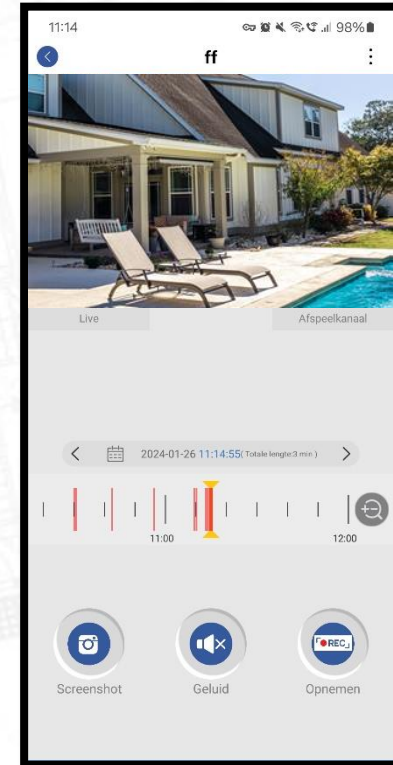 11:14 98%
ff
Live Afspeelkanaal
2024-01-26 11:14:55( Totale lengte:3 min )
11:00 12:00
REC
Screenshot Geluid Opnemen